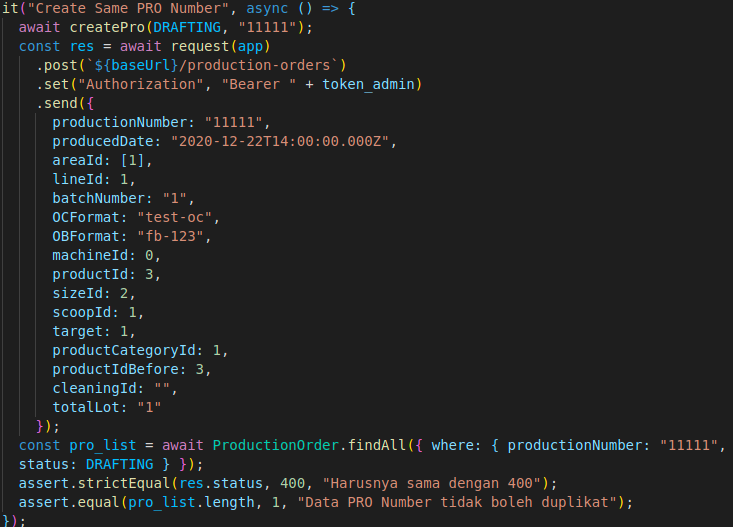 it("Create Same PRO Number", async () => {
await createPro(DRAFTING, "11111");
const res = await request(app)
.post(`${baseUrl}/production-orders`)
.set("Authorization", "Bearer " + token_admin)
.send({
productionNumber: "11111",
producedDate: "2020-12-22T14:00:00.000Z",
areaId: [1],
lineId: 1,
batchNumber: "1",
OCFormat: "test-oc",
OBFormat: "fb-123",
machineId: 0,
productId: 3,
sizeId: 2,
scoopId: 1,
target: 1,
productCategoryId: 1,
productIdBefore: 3,
cleaningId: "",
totalLot: "1"
});
const pro_list = await ProductionOrder.findAll({ where: { productionNumber: "11111",
status: DRAFTING } });
assert.strictEqual(res.status, 400, "Harusnya sama dengan 400");
assert.equal(pro_list.length, 1, "Data PRO Number tidak boleh duplikat");
});